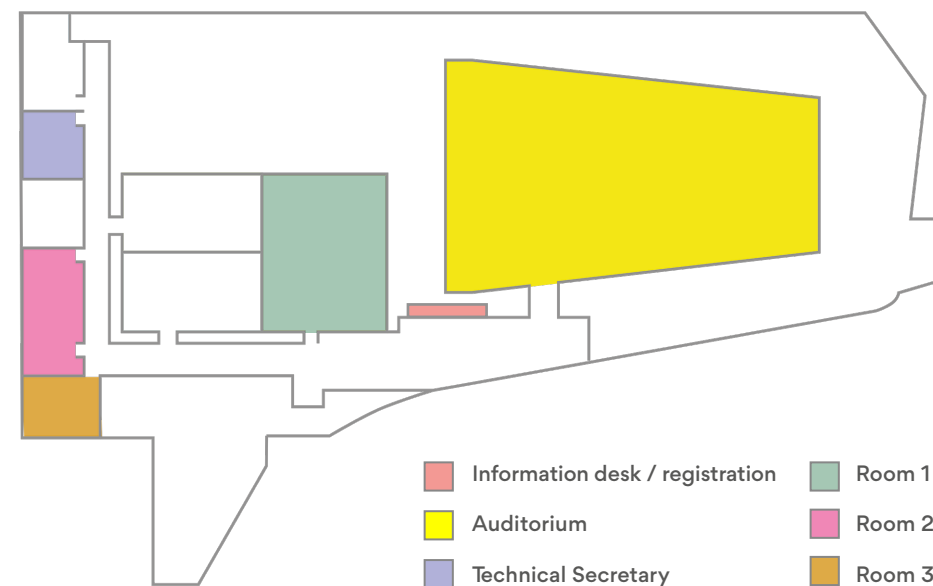 Information desk / registration
Auditorium
Technical Secretary
Room 1
Room 2
Room 3